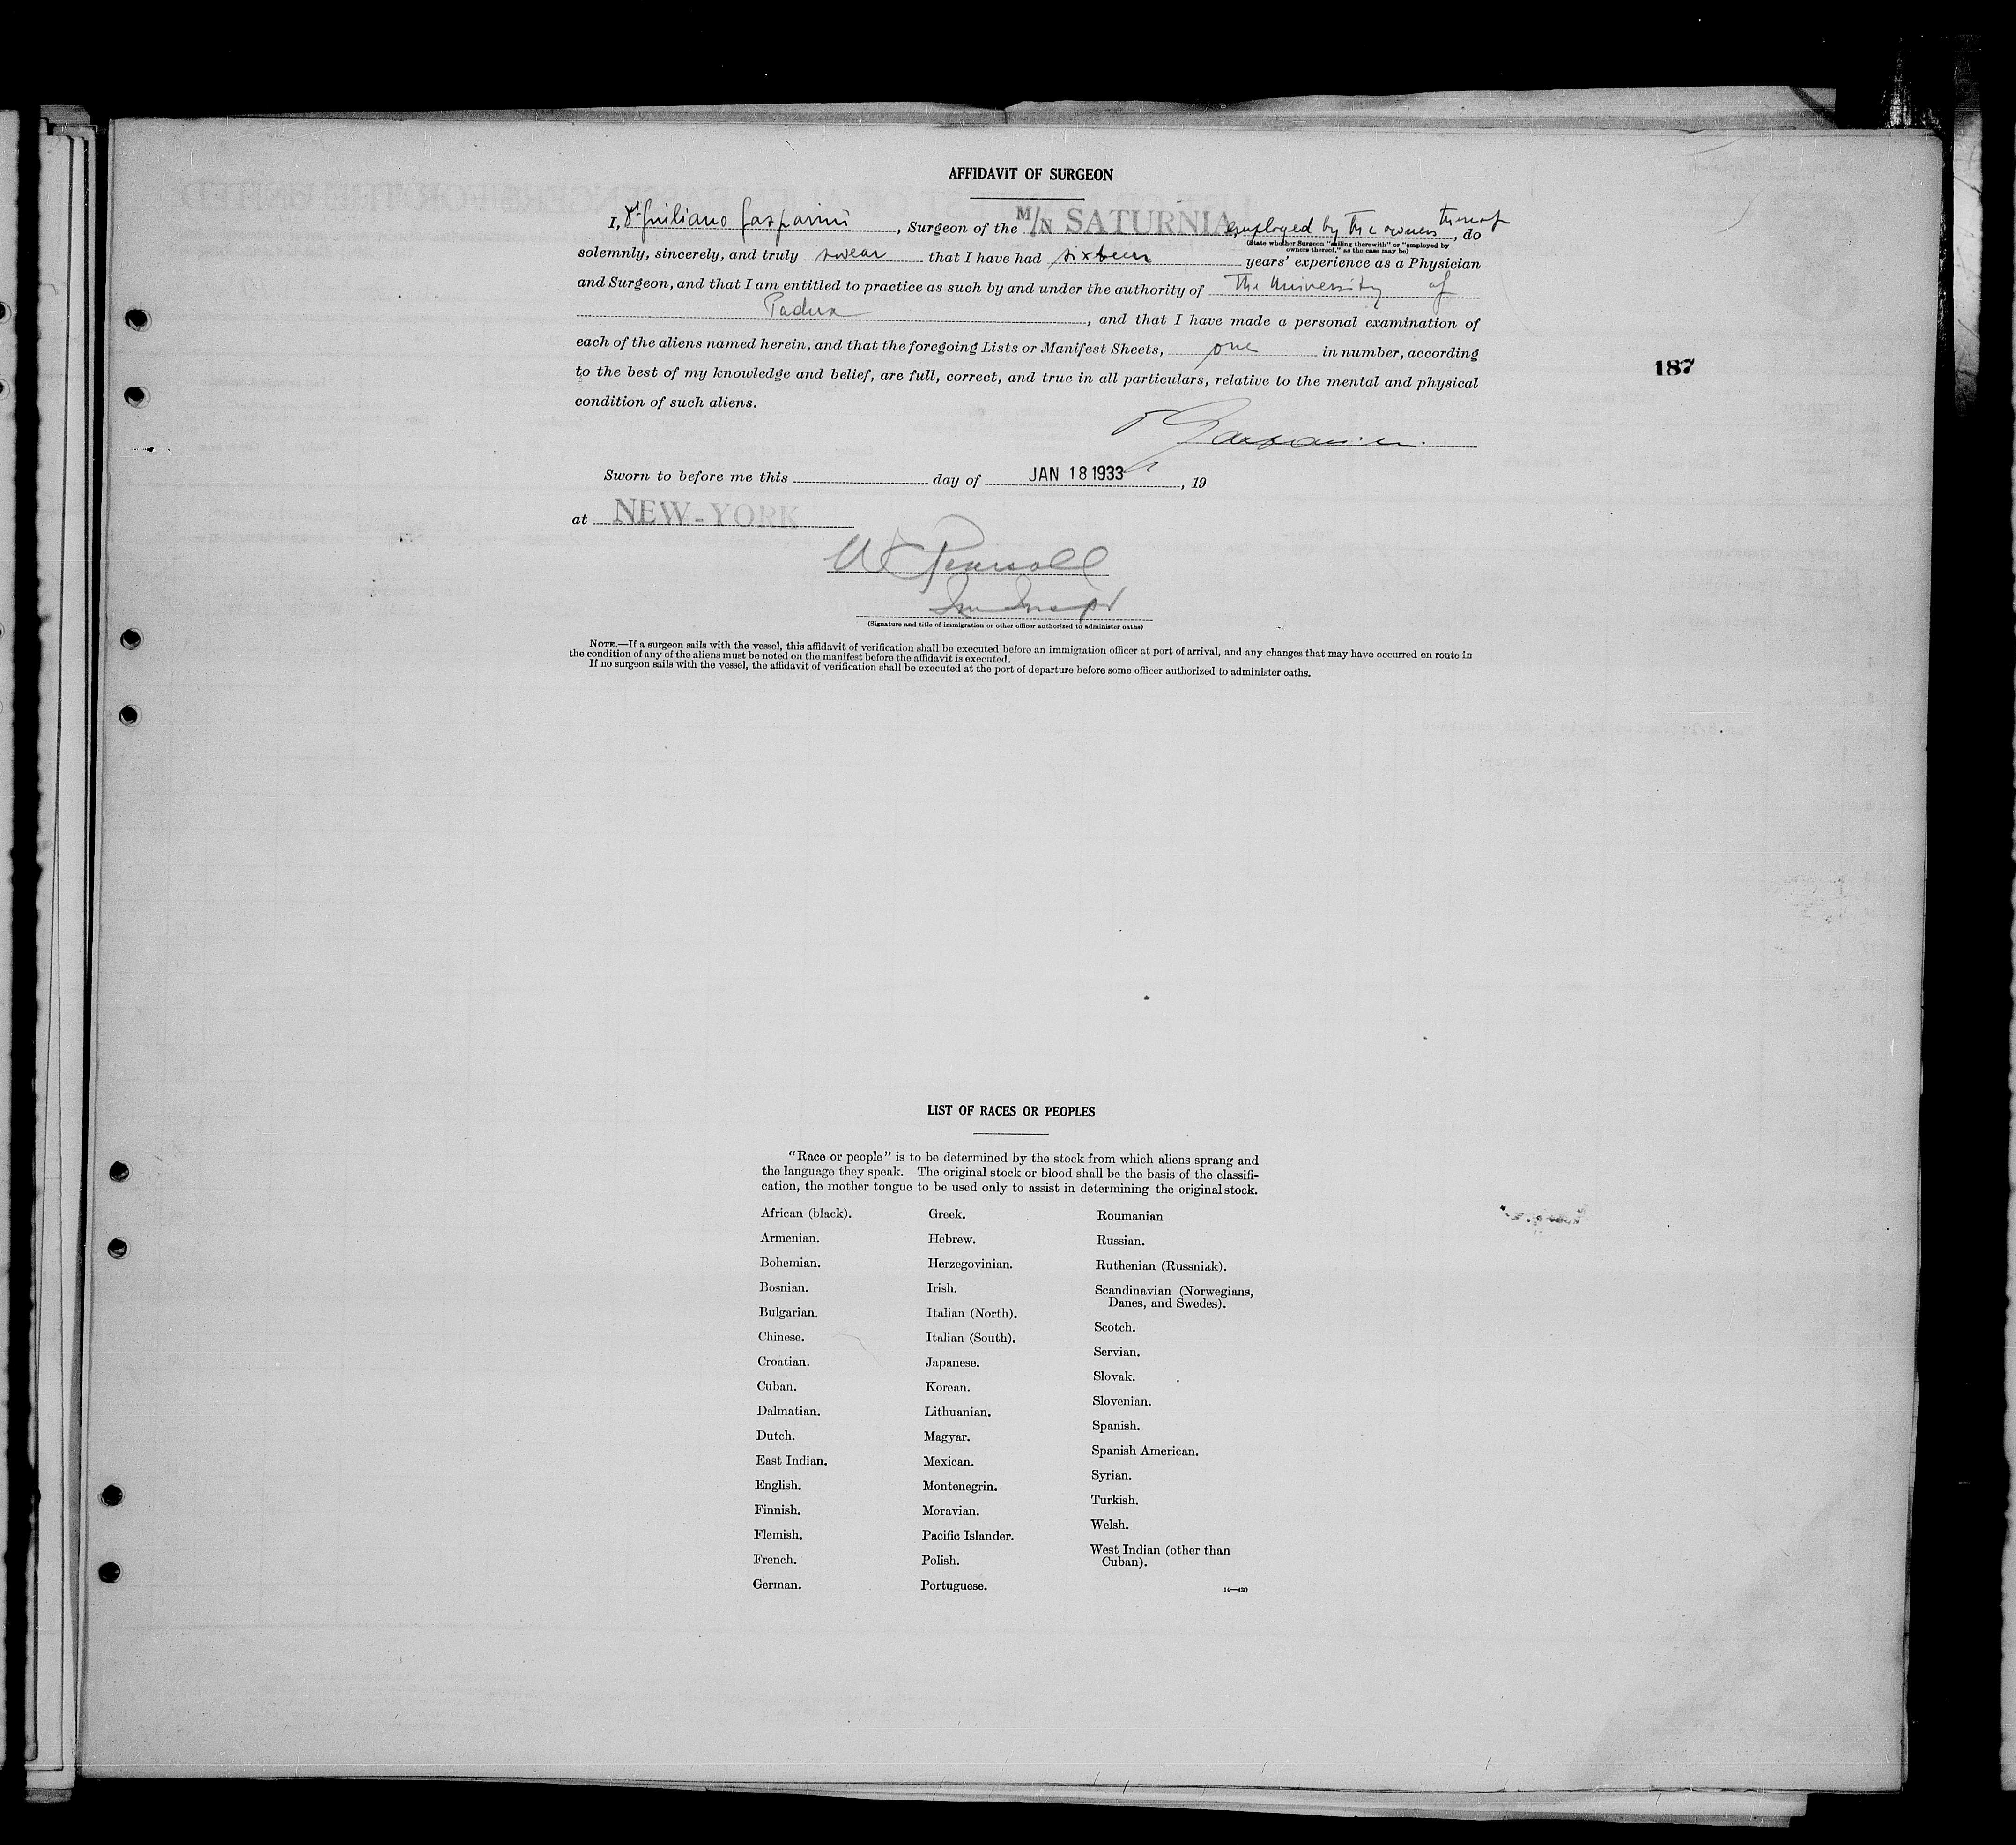 AFFIDAVIT OF SURGEON
I, Dr Giuliano Gasparini, Surgeon of the M/N SATURNIA, employed by the owners thereof, do
(State whether Surgeon "sailing therewith" or "employed by
owners thereof," as the case may be)
solemnly, sincerely, and truly swear that I have had sixteen years' experience as a Physician
and Surgeon, and that I am entitled to practice as such by and under the authority of The University of
Padua, and that I have made a personal examination of
each of the aliens named herein, and that the foregoing Lists or Manifest Sheets, one in number, according
187
to the best of my knowledge and belief, are full, correct, and true in all particulars, relative to the mental and physical
condition of such aliens.
Gasparini
Sworn to before me this day of JAN 18 1933, 19
at NEW-YORK
Pearsall
Im Inspr
(Signature and title of immigration or other officer authorized to administer oaths)
NOTE.—If a surgeon sails with the vessel, this affidavit of verification shall be executed before an immigration officer at port of arrival, and any changes that may have occurred en route in
the condition of any of the aliens must be noted on the manifest before the affidavit is executed.
If no surgeon sails with the vessel, the affidavit of verification shall be executed at the port of departure before some officer authorized to administer oaths.
LIST OF RACES OR PEOPLES
"Race or people" is to be determined by the stock from which aliens sprang and
the language they speak. The original stock or blood shall be the basis of the classifi-
cation, the mother tongue to be used only to assist in determining the original stock.
African (black).
Armenian.
Bohemian.
Bosnian.
Bulgarian.
Chinese.
Croatian.
Cuban.
Dalmatian.
Dutch.
East Indian.
English.
Finnish.
Flemish.
French.
German.
Greek.
Hebrew.
Herzegovinian.
Irish.
Italian (North).
Italian (South).
Japanese.
Korean.
Lithuanian.
Magyar.
Mexican.
Montenegrin.
Moravian.
Pacific Islander.
Polish.
Portuguese.
Roumanian
Russian.
Ruthenian (Russniak).
Scandinavian (Norwegians,
Danes, and Swedes).
Scotch.
Servian.
Slovak.
Slovenian.
Spanish.
Spanish American.
Syrian.
Turkish.
Welsh.
West Indian (other than
Cuban).
14—430